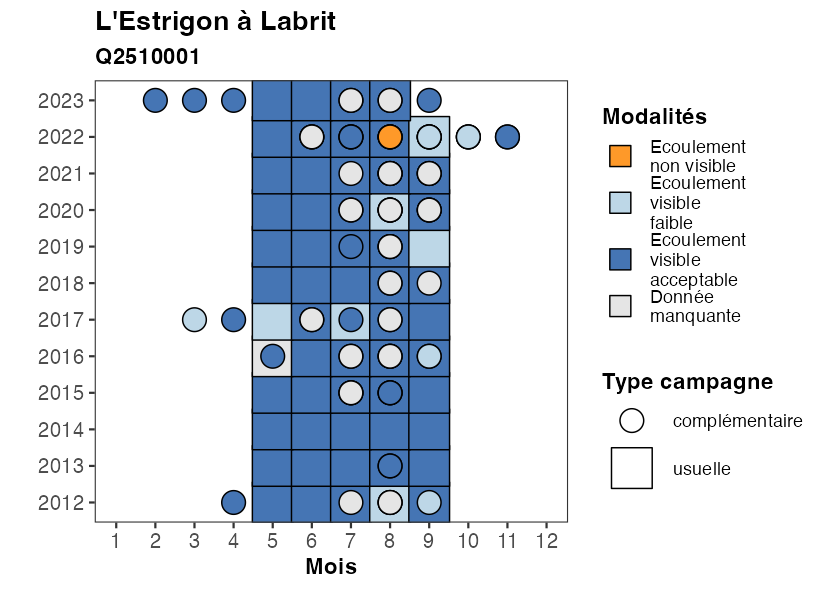 L'Estrigon à Labrit
Q2510001
2023
2022
2021
2020
2019
2018
2017
2016
2015
2014
2013
2012
1 2 3 4 5 6 7 8 9 10 11 12
Mois
Modalités
Ecoulement
non visible
Ecoulement
visible
faible
Ecoulement
visible
acceptable
Donnée
manquante
Type campagne
complémentaire
usuelle